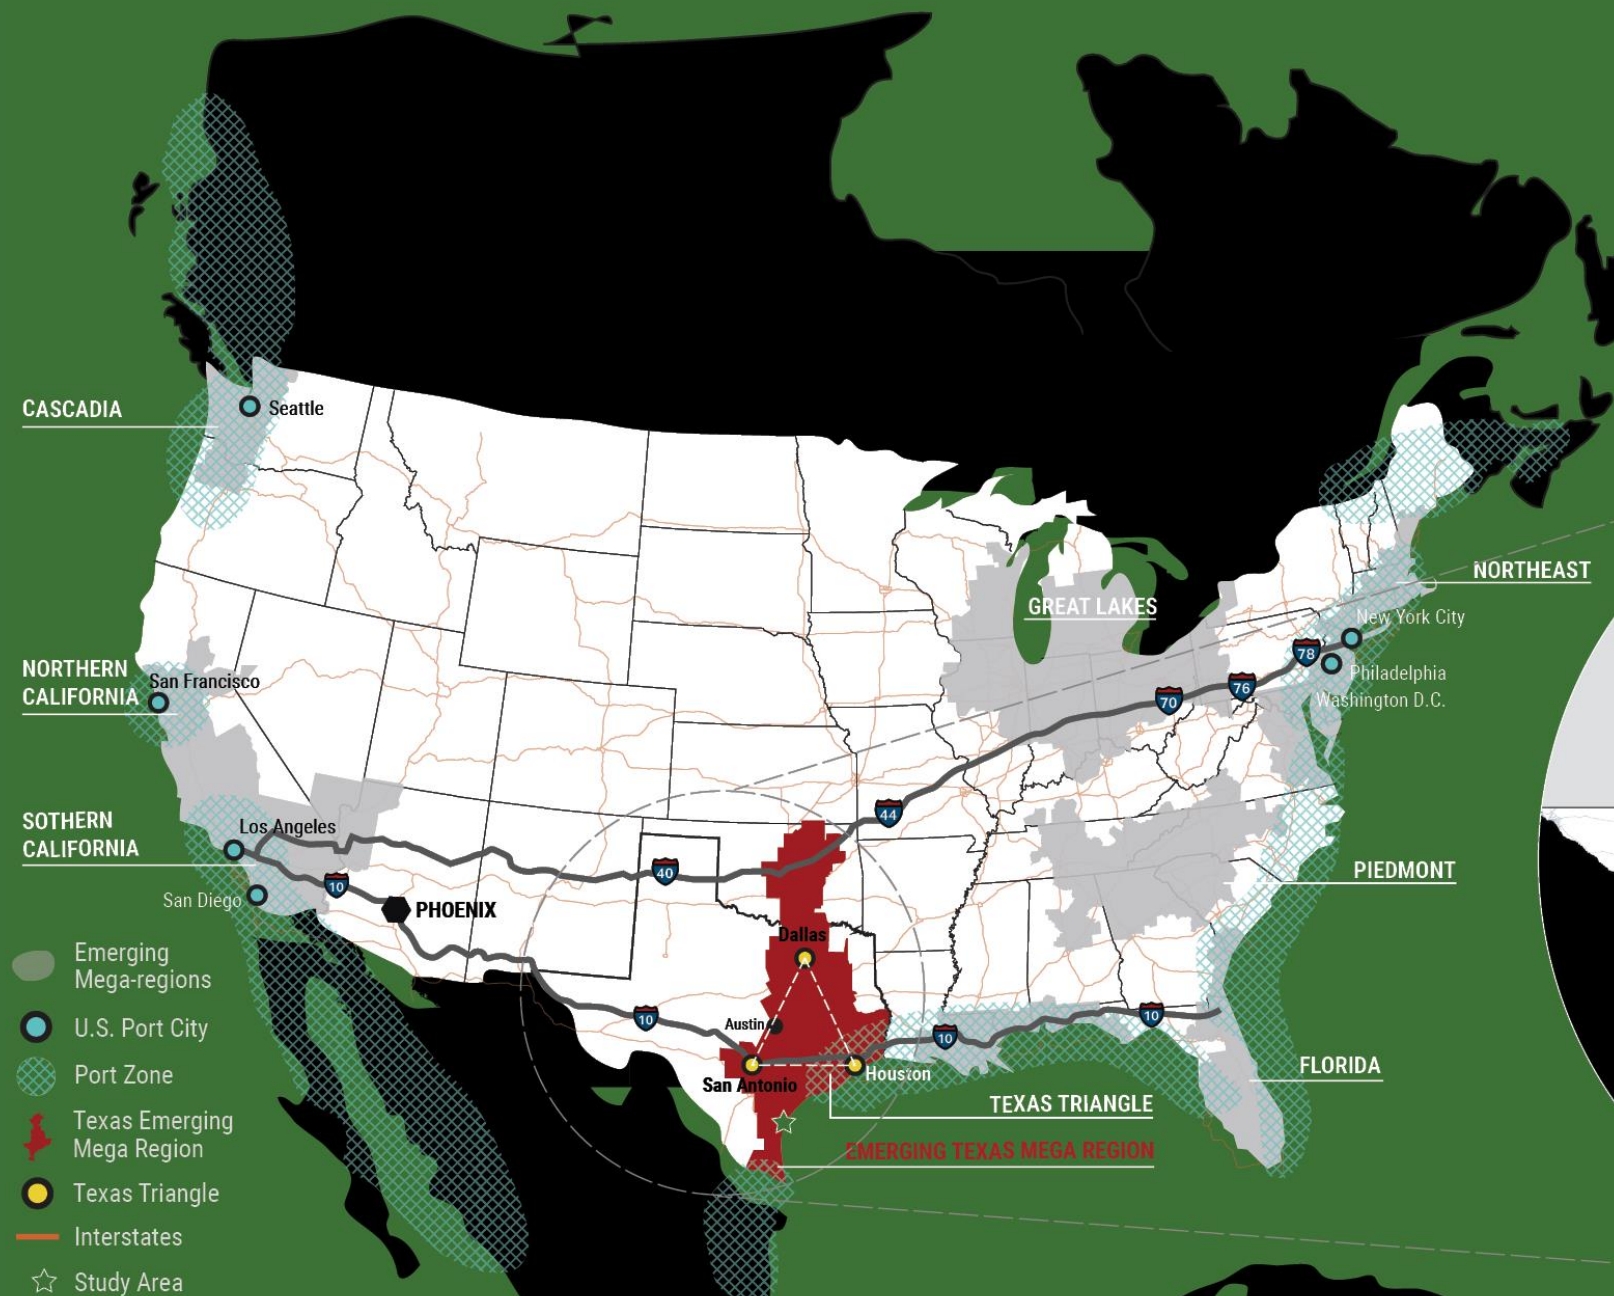 CASCADIA
Seattle
NORTHEAST
GREAT LAKES
New York City
78
NORTHERN
CALIFORNIA
San Francisco
Philadelphia
76
70
Washington D.C.
44
SOTHERN
CALIFORNIA
Los Angeles
40
10
PIEDMONT
San Diego
PHOENIX
Dallas
Emerging
Mega-regions
U.S. Port City
10
Austin
10
10
Port Zone
San Antonio
Houston
FLORIDA
TEXAS TRIANGLE
Texas Emerging
Mega Region
EMERGING TEXAS MEGA REGION
Texas Triangle
Interstates
Study Area